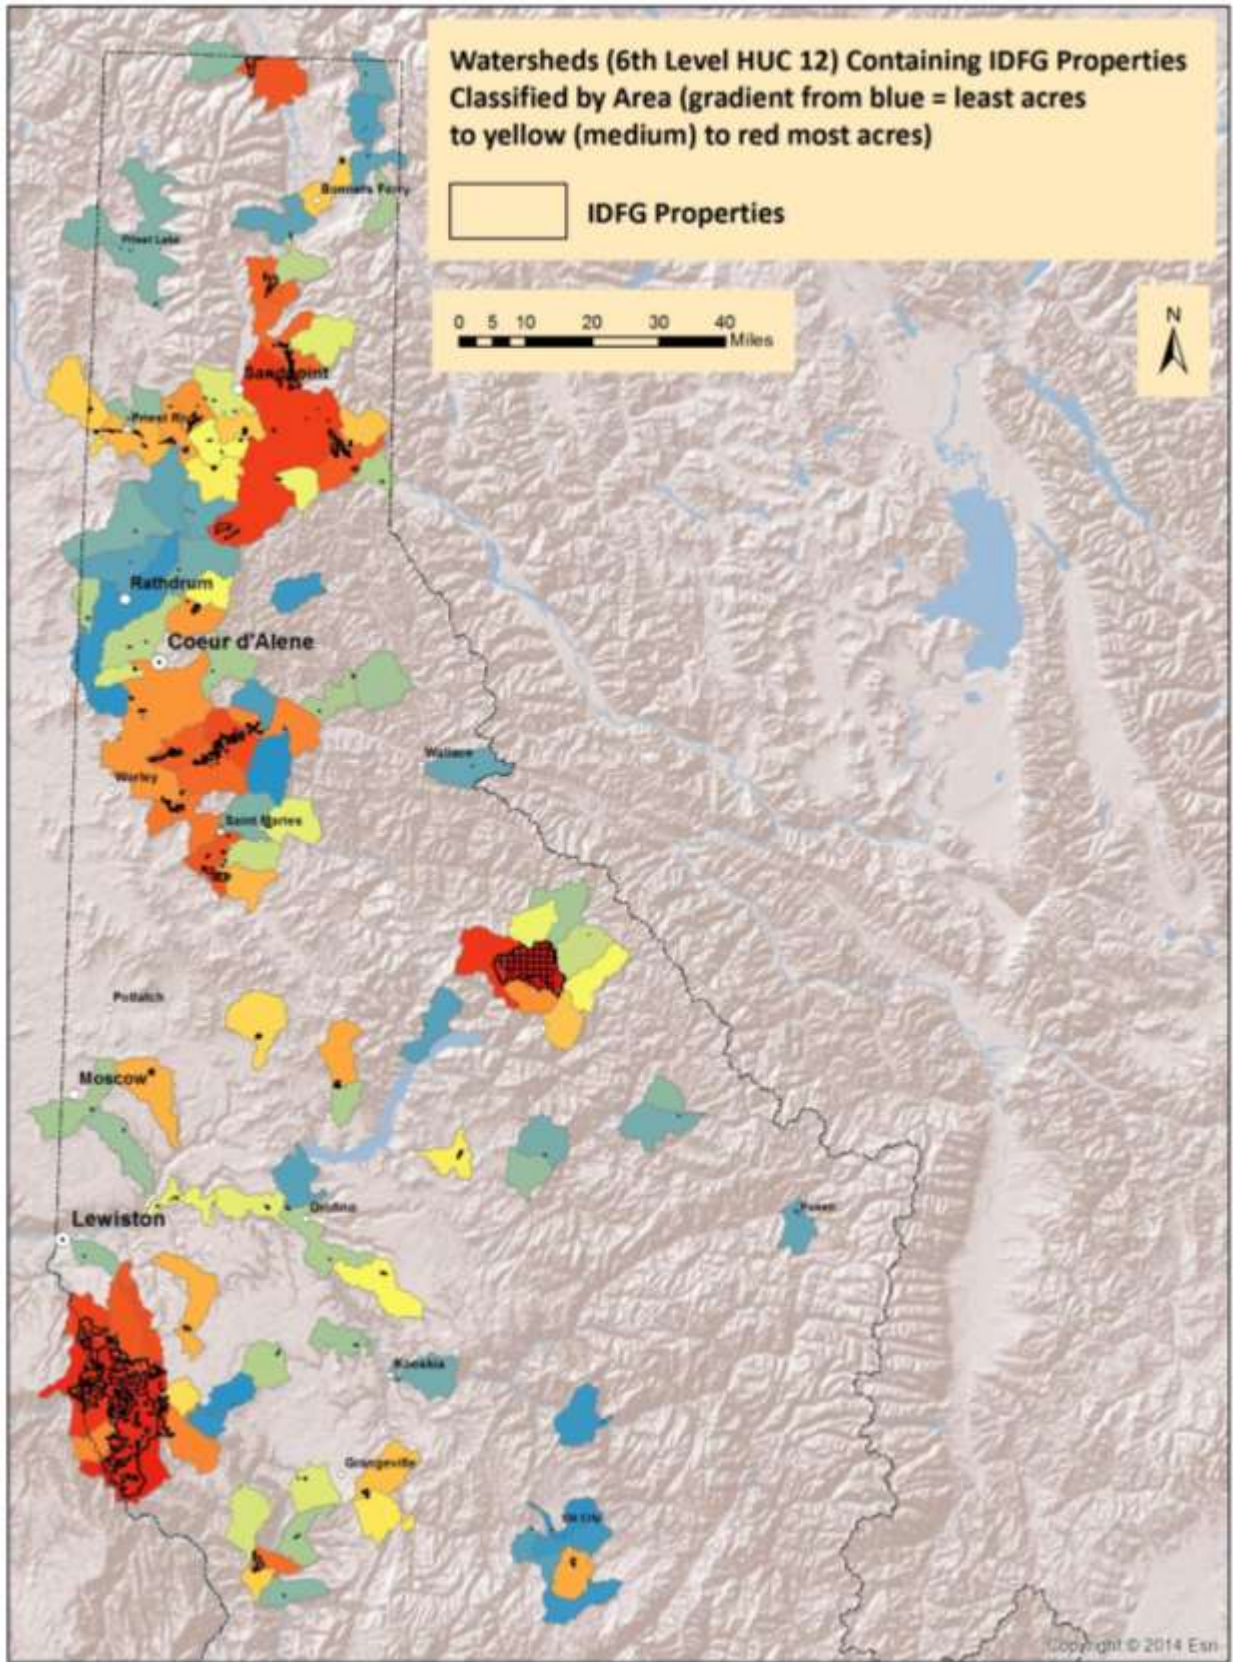 Watersheds (6th Level HUC 12) Containing IDFG Properties
Classified by Area (gradient from blue = least acres
to yellow (medium) to red most acres)
IDFG Properties
0 5 10 20 30 40
Miles
N
Bonners Ferry
Priest Lake
Sandpoint
Priest River
Rathdrum
Coeur d'Alene
Wallace
Worley
Saint Maries
Potlatch
Moscow
Orofino
Lewiston
Powell
Kooskia
Grangeville
Copyright © 2014 Esri